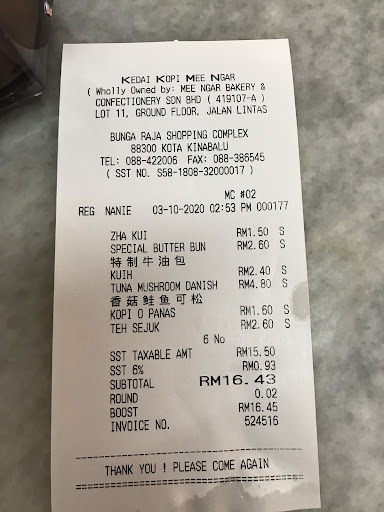 KEDAI KOPI MEE NGAR
( Wholly Owned by: MEE NGAR BAKERY &
CONFECTIONERY SDN BHD ( 419107-A )
LOT 11, GROUND FLOOR, JALAN LINTAS
BUNGA RAJA SHOPPING COMPLEX
88300 KOTA KINABALU
TEL: 088-422006 FAX: 088-386545
( SST NO. S58-1808-32000017 )
MC #02
REG NANIE 03-10-2020 02:53 PM 000177
ZHA KUI RM1.50 S
SPECIAL BUTTER BUN RM2.60 S
特制牛油包
KUIH RM2.40 S
TUNA MUSHROOM DANISH RM4.80 S
香菇鲑鱼可松
KOPI O PANAS RM1.60 S
TEH SEJUK RM2.60 S
6 No
SST TAXABLE AMT RM15.50
SST 6% RM0.93
SUBTOTAL RM16.43
ROUND 0.02
BOOST RM16.45
INVOICE NO. 524516
THANK YOU ! PLEASE COME AGAIN